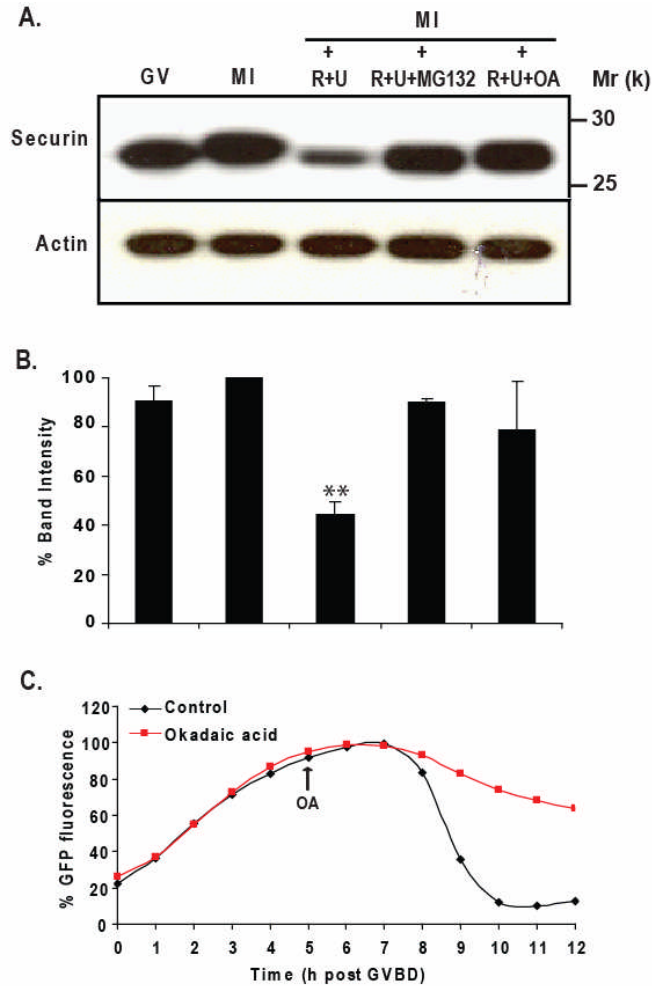 A.
MI
+ + +
GV MI R+U R+U+MG132 R+U+OA Mr (k)
Securin
30
25
Actin
B.
% Band Intensity
100
80
60
40
20
0
**
C.
% GFP fluorescence
120
100
80
60
40
20
0
Control
Okadaic acid
OA
0 1 2 3 4 5 6 7 8 9 10 11 12
Time (h post GVBD)